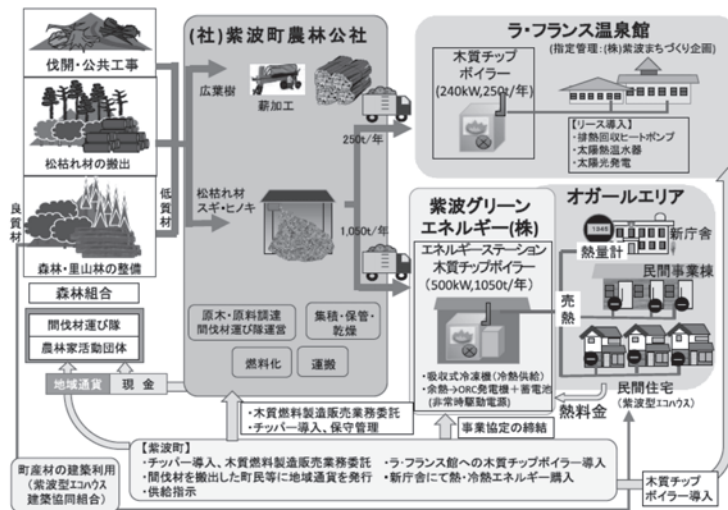 伐開・公共工事
松枯れ材の搬出
森林・里山林の整備
良質材
低質材
森林組合
間伐材運び隊
農林家活動団体
地域通貨
現金
町産材の建築利用
(紫波型エコハウス
建築協同組合)
(社)紫波町農林公社
広葉樹
薪加工
250t/年
松枯れ材
スギ・ヒノキ
1,050t/年
原木・原料調達
間伐材運び隊運営
集積・保管・
乾燥
燃料化
運搬
・木質燃料製造販売業務委託
・チッパー導入、保守管理
ラ・フランス温泉館
(指定管理:(株)紫波まちづくり企画)
木質チップ
ボイラー
(240kW,250t/年)
【リース導入】
・排熱回収ヒートポンプ
・太陽熱温水器
・太陽光発電
紫波グリーン
エネルギー(株)
エネルギーステーション
木質チップボイラー
(500kW,1050t/年)
・吸収式冷凍機(冷熱供給)
・余熱→ORC発電機+蓄電池
(非常時駆動電源)
事業協定の締結
オガールエリア
新庁舎
熱量計
民間事業棟
売熱
民間住宅
(紫波型エコハウス)
熱料金
【紫波町】
・チッパー導入、木質燃料製造販売業務委託
・間伐材を搬出した町民等に地域通貨を発行
・供給指示
・ラ・フランス館への木質チップボイラー導入
・新庁舎にて熱・冷熱エネルギー購入
木質チップ
ボイラー導入